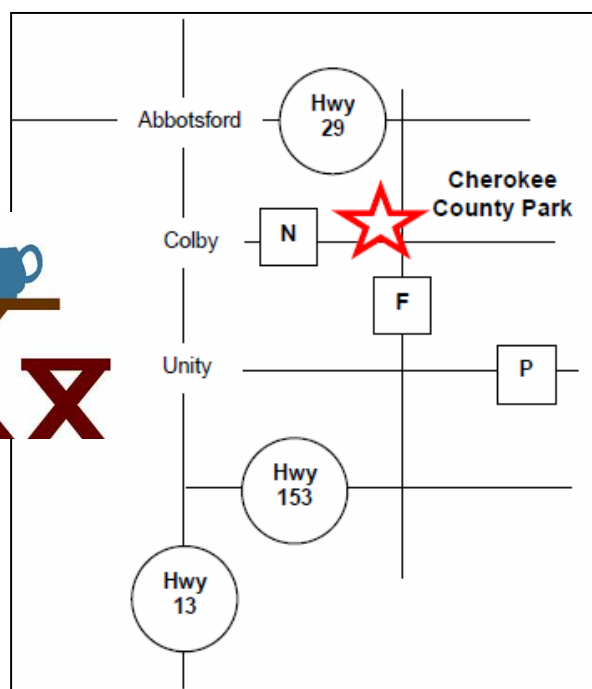 Hwy
29
Abbotsford
Cherokee
County Park
N
Colby
F
Unity
P
Hwy
153
Hwy
13